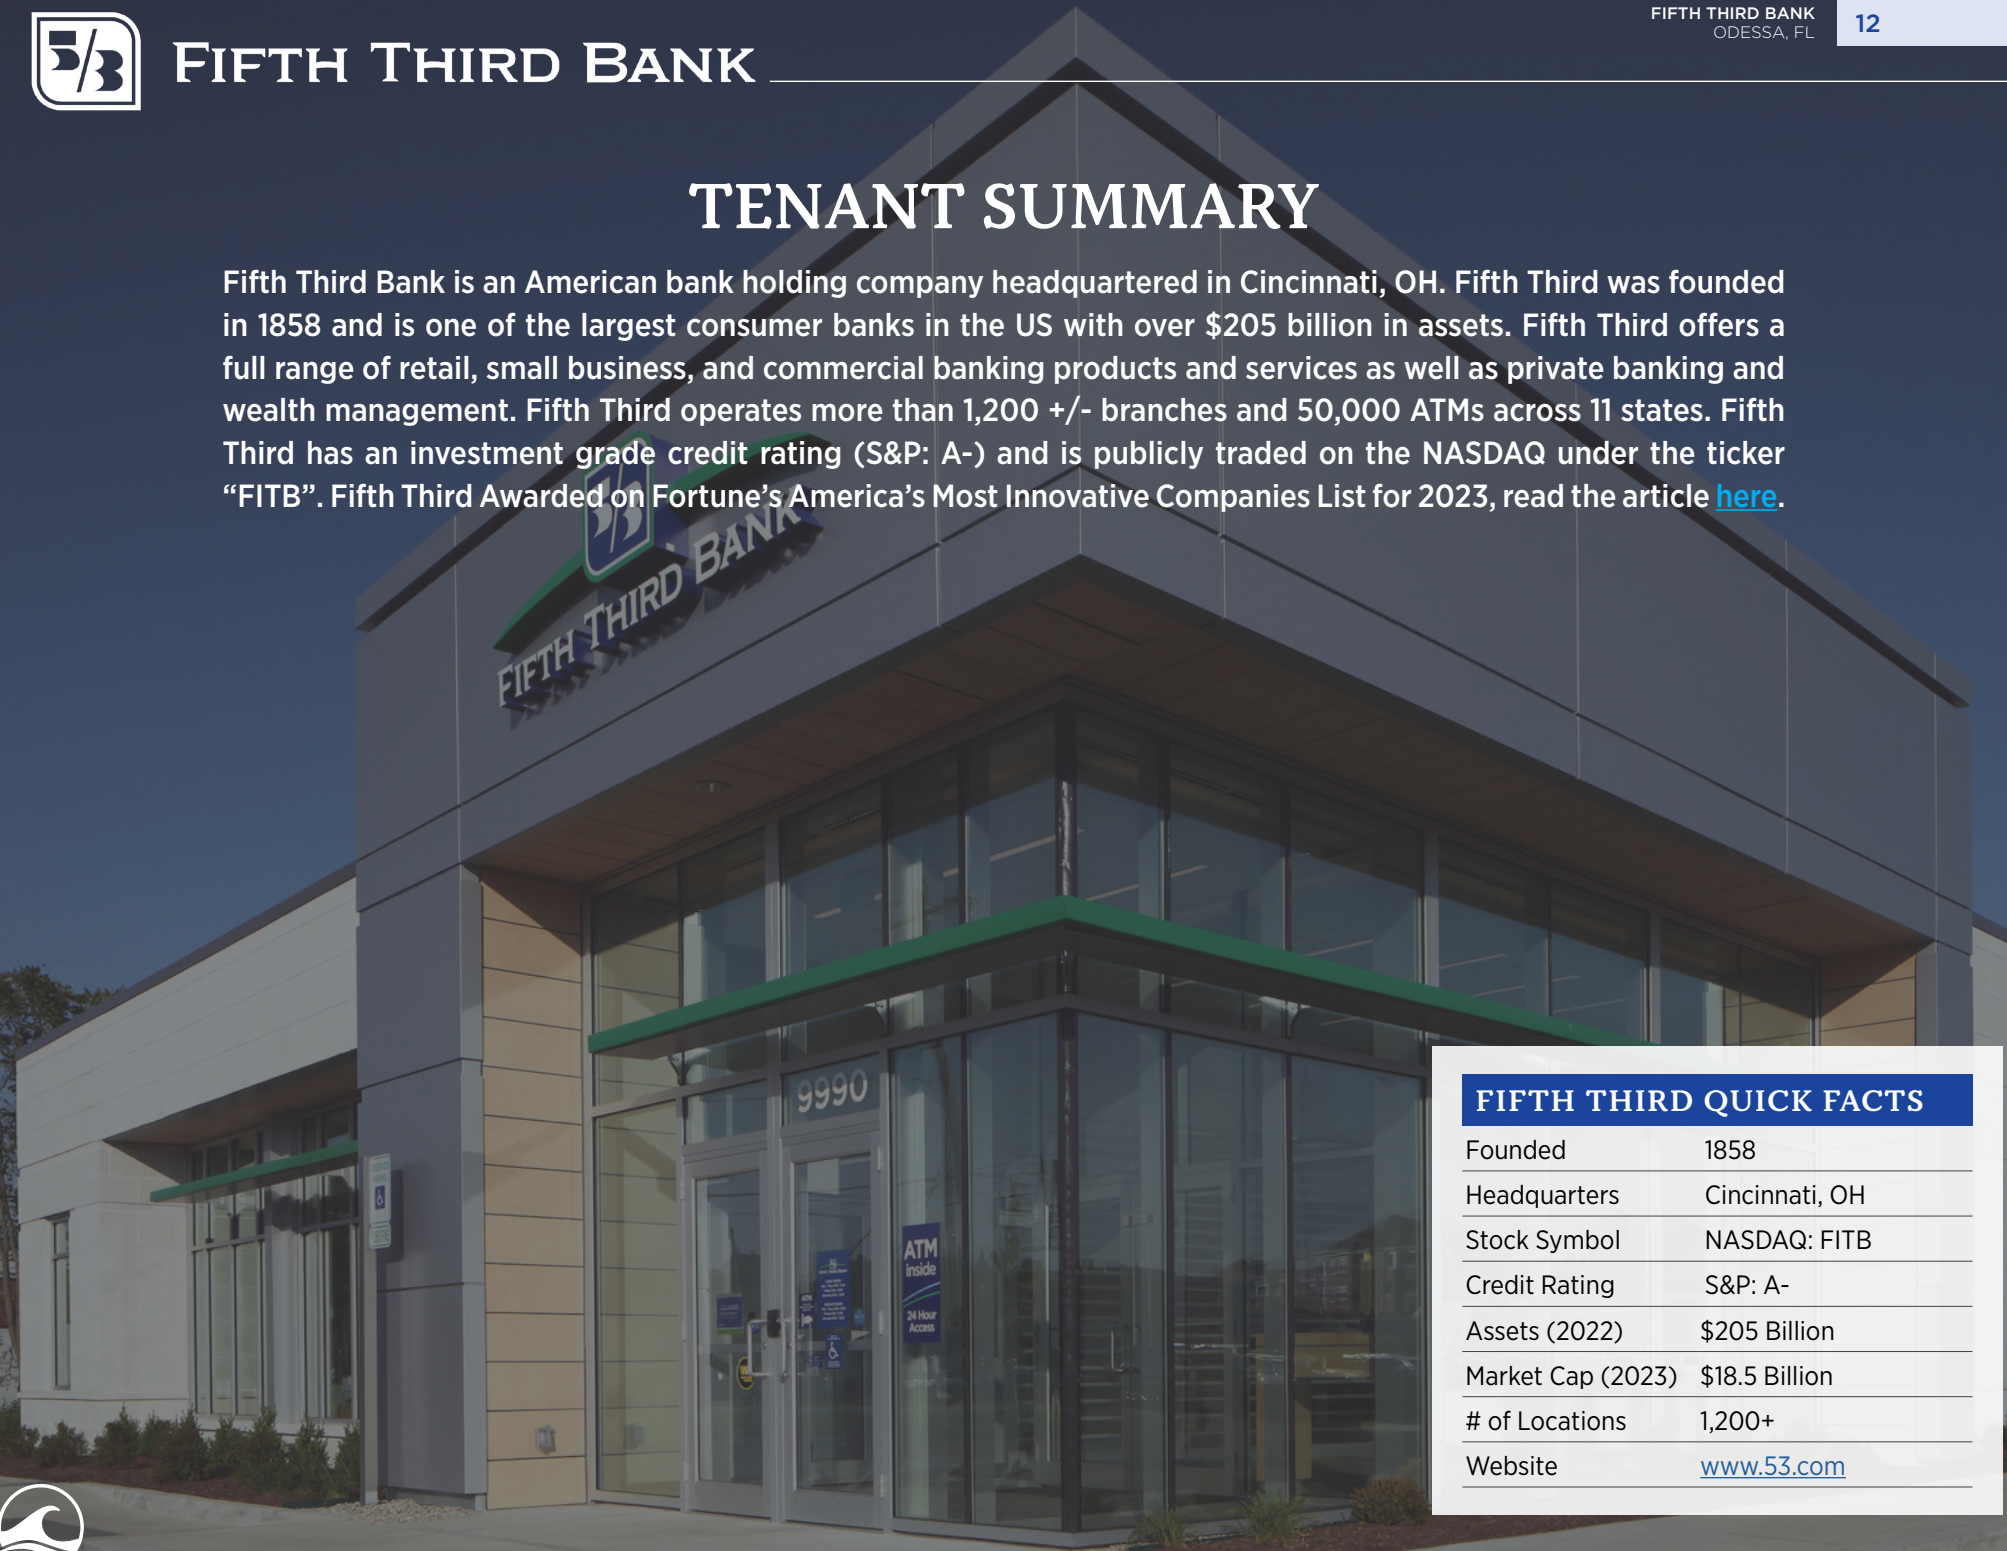 FIFTH THIRD BANK
ODESSA, FL
12
5/3 FIFTH THIRD BANK
TENANT SUMMARY
Fifth Third Bank is an American bank holding company headquartered in Cincinnati, OH. Fifth Third was founded
in 1858 and is one of the largest consumer banks in the US with over $205 billion in assets. Fifth Third offers a
full range of retail, small business, and commercial banking products and services as well as private banking and
wealth management. Fifth Third operates more than 1,200 +/- branches and 50,000 ATMs across 11 states. Fifth
Third has an investment grade credit rating (S&P: A-) and is publicly traded on the NASDAQ under the ticker
“FITB”. Fifth Third Awarded on Fortune’s America’s Most Innovative Companies List for 2023, read the article here.
5/3
FIFTH THIRD BANK
9990
ATM
inside
24 Hour
Access
FIFTH THIRD QUICK FACTS
Founded 1858
Headquarters Cincinnati, OH
Stock Symbol NASDAQ: FITB
Credit Rating S&P: A-
Assets (2022) $205 Billion
Market Cap (2023) $18.5 Billion
# of Locations 1,200+
Website www.53.com